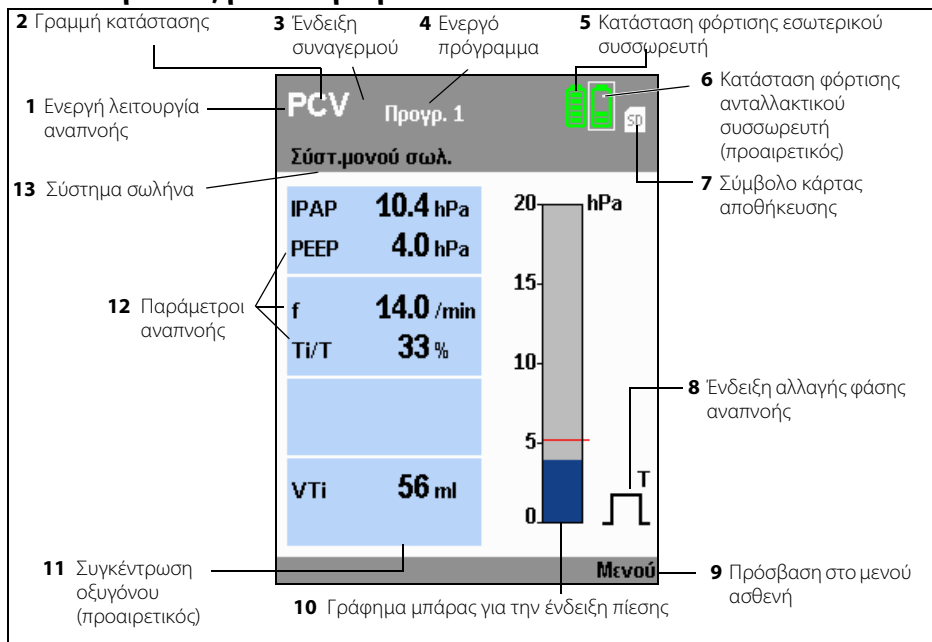 2 Γραμμή κατάστασης
3 Ένδειξη
συναγερμού
4 Ενεργό
πρόγραμμα
5 Κατάσταση φόρτισης εσωτερικού
συσσωρευτή
1 Ενεργή λειτουργία
αναπνοής
6 Κατάσταση φόρτισης
ανταλλακτικού
συσσωρευτή
(προαιρετικός)
7 Σύμβολο κάρτας
αποθήκευσης
13 Σύστημα σωλήνα
PCV
Προγρ. 1
SD
Σύστ.μονού σωλ.
IPAP 10.4 hPa
PEEP 4.0 hPa
f 14.0 /min
Ti/T 33 %
VTi 56 ml
20 hPa
15
10
5
0
T
Μενού
12 Παράμετροι
αναπνοής
8 Ένδειξη αλλαγής φάσης
αναπνοής
11 Συγκέντρωση
οξυγόνου
(προαιρετικός)
10 Γράφημα μπάρας για την ένδειξη πίεσης
9 Πρόσβαση στο μενού
ασθενή